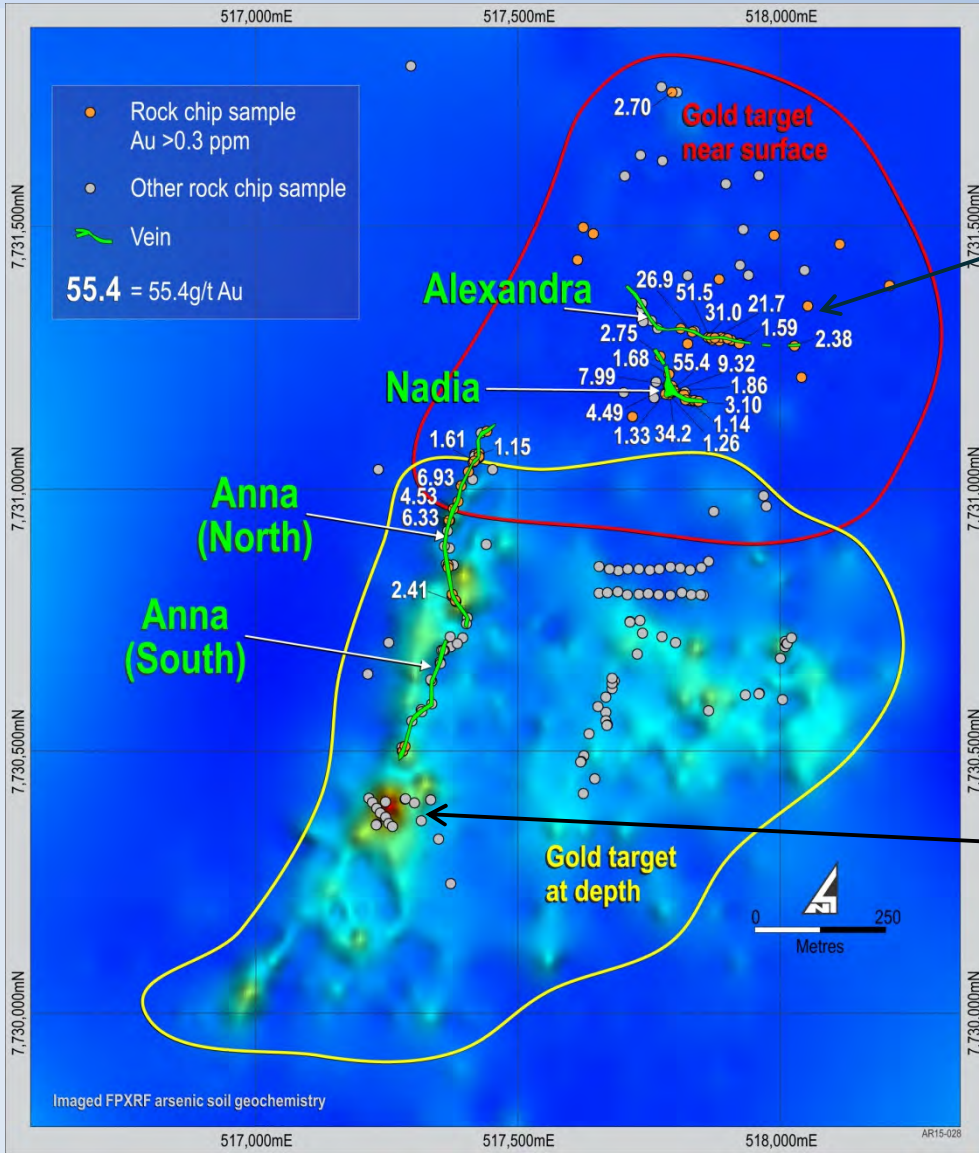 517,000mE
517,500mE
518,000mE
Rock chip sample
Au >0.3 ppm
Other rock chip sample
Vein
55.4 = 55.4g/t Au
2.70
Gold target
near surface
7,731,500mN
7,731,500mN
Alexandra
26.9
51.5
31.0
21.7
1.59
2.38
2.75
1.68
55.4
9.32
Nadia
7.99
1.86
4.49
3.10
1.14
1.33
34.2
1.26
1.61
1.15
7,731,000mN
7,731,000mN
6.93
4.53
6.33
Anna
(North)
2.41
Anna
(South)
7,730,500mN
7,730,500mN
Gold target
at depth
N
0
250
Metres
7,730,000mN
7,730,000mN
Imaged FPXRF arsenic soil geochemistry
517,000mE
517,500mE
518,000mE
AR15-028